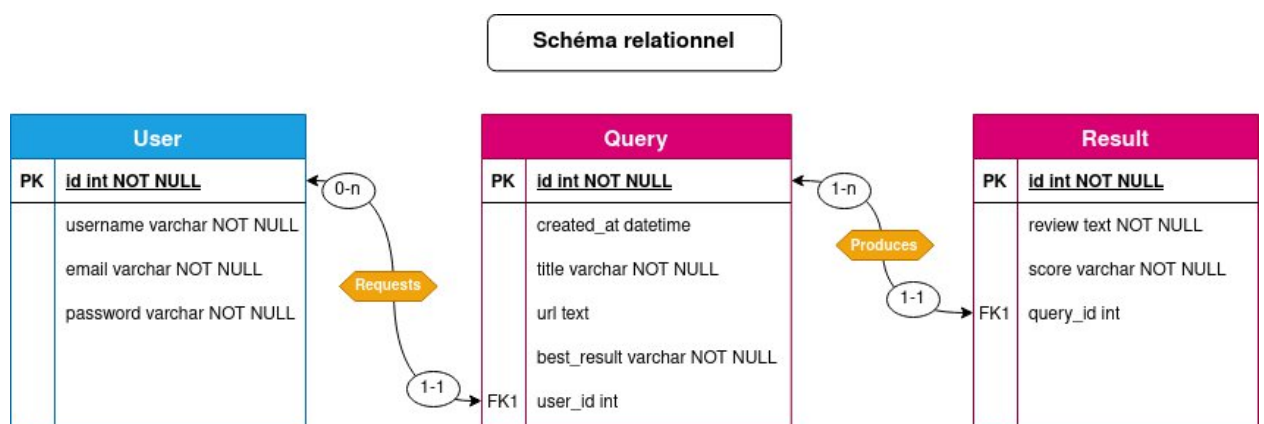 Schéma relationnel
User
PK id int NOT NULL
username varchar NOT NULL
email varchar NOT NULL
password varchar NOT NULL
0-n
Requests
1-1
Query
PK id int NOT NULL
created_at datetime
title varchar NOT NULL
url text
best_result varchar NOT NULL
FK1 user_id int
1-n
Produces
1-1
Result
PK id int NOT NULL
review text NOT NULL
score varchar NOT NULL
FK1 query_id int